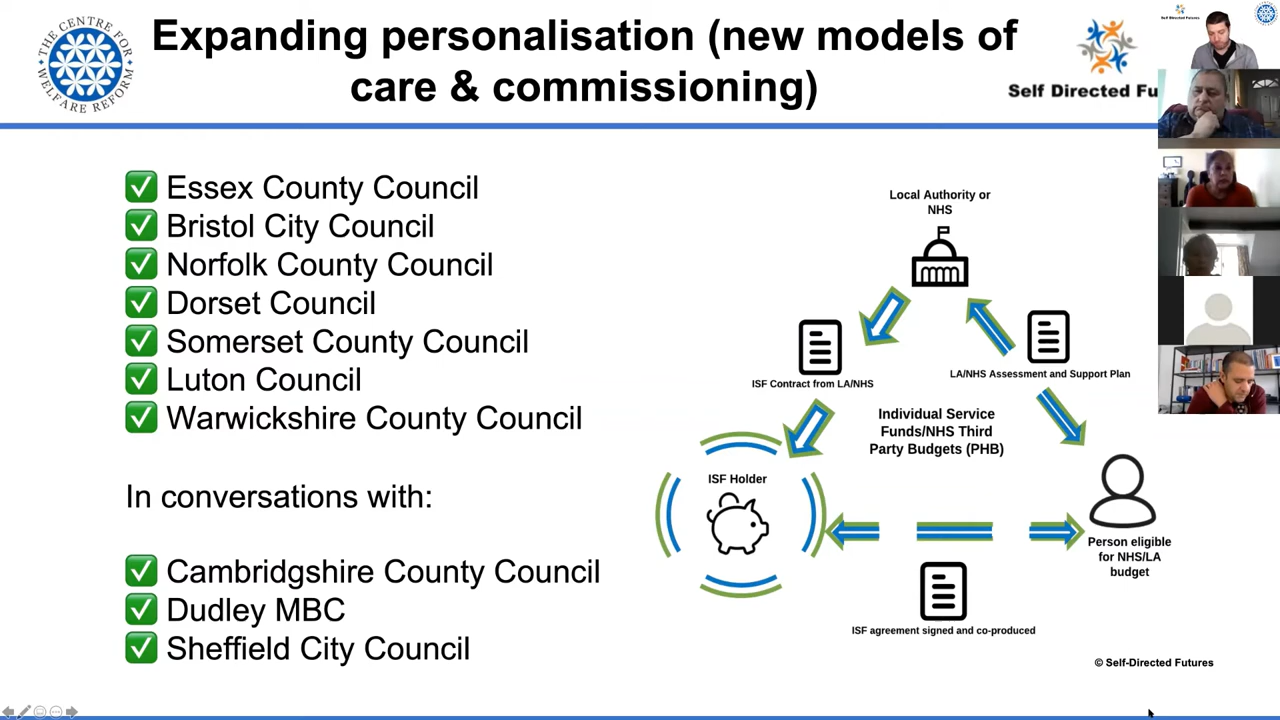 THE CENTRE FOR
WELFARE REFORM
Expanding personalisation (new models of
care & commissioning)
Self Directed Fu
Self Directed Futures
✅ Essex County Council
✅ Bristol City Council
✅ Norfolk County Council
✅ Dorset Council
✅ Somerset County Council
✅ Luton Council
✅ Warwickshire County Council
In conversations with:
✅ Cambridgshire County Council
✅ Dudley MBC
✅ Sheffield City Council
Local Authority or
NHS
ISF Contract from LA/NHS
LA/NHS Assessment and Support Plan
Individual Service
Funds/NHS Third
Party Budgets (PHB)
ISF Holder
Person eligible
for NHS/LA
budget
ISF agreement signed and co-produced
© Self-Directed Futures